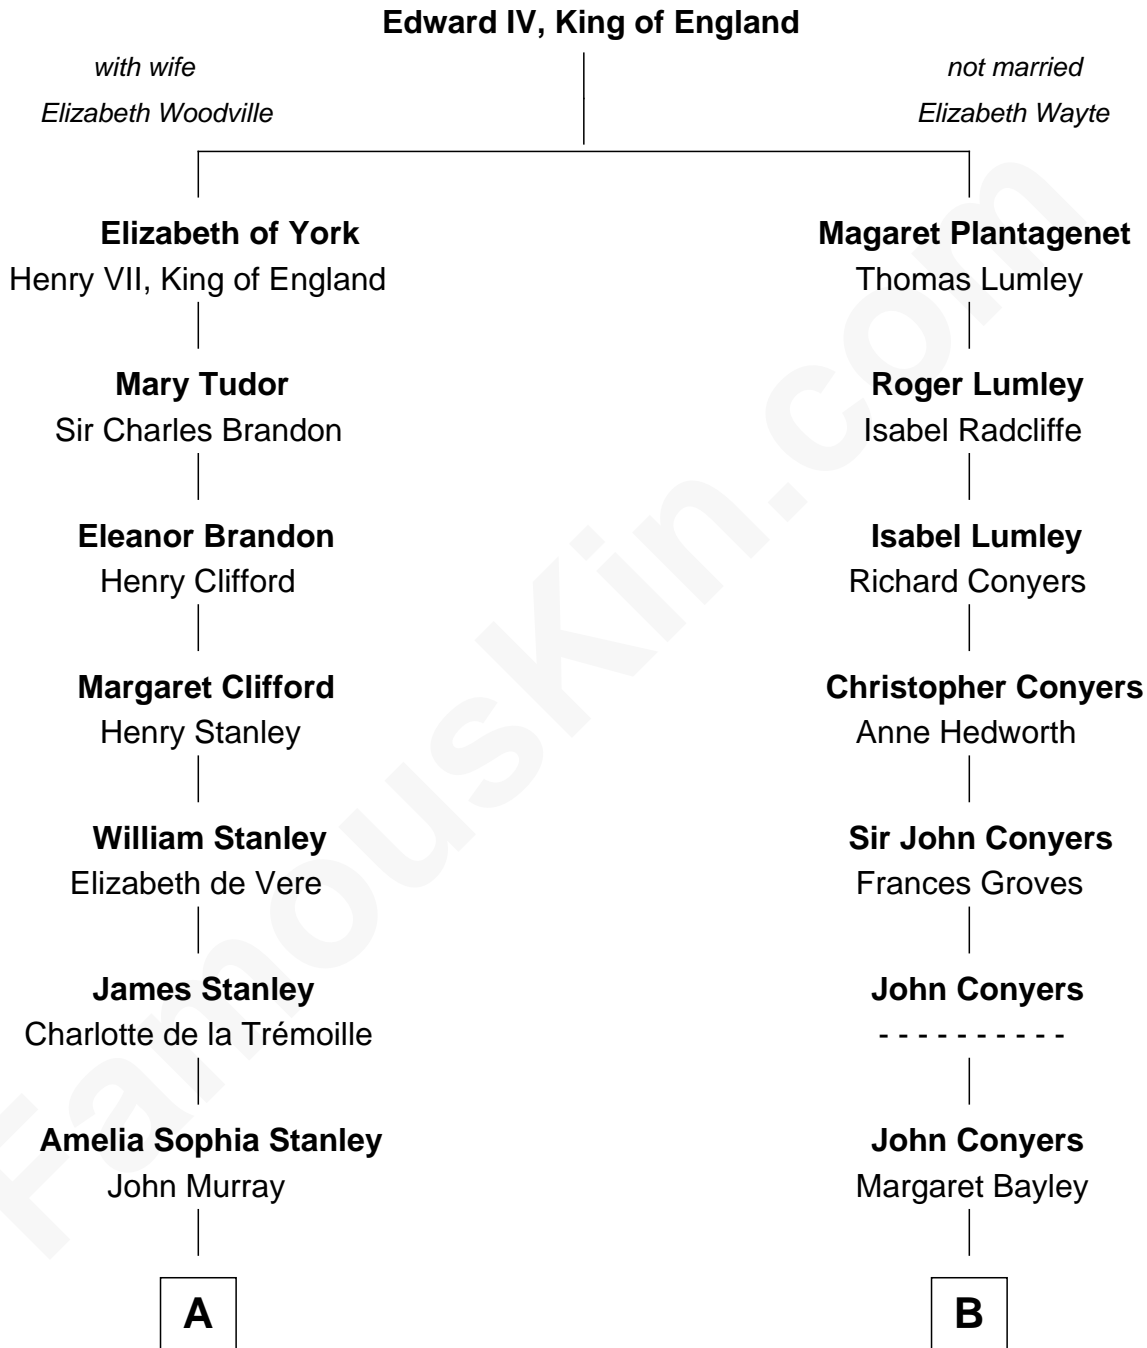 Edward IV, King of England
with wife
Elizabeth Woodville
not married
Elizabeth Wayte
Elizabeth of York
Henry VII, King of England
Magaret Plantagenet
Thomas Lumley
Mary Tudor
Sir Charles Brandon
Roger Lumley
Isabel Radcliffe
Eleanor Brandon
Henry Clifford
Isabel Lumley
Richard Conyers
Margaret Clifford
Henry Stanley
Christopher Conyers
Anne Hedworth
William Stanley
Elizabeth de Vere
Sir John Conyers
Frances Groves
James Stanley
Charlotte de la Trémoille
John Conyers
- - - - - - - - - -
Amelia Sophia Stanley
John Murray
John Conyers
Margaret Bayley
A
B
FamousKin.com